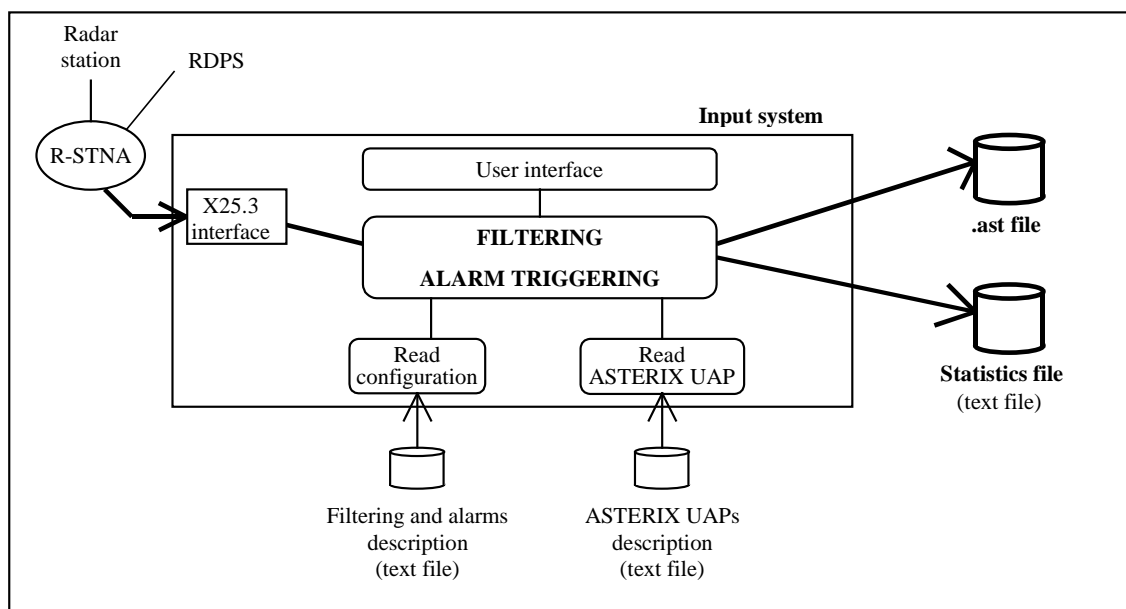 Radar
station
RDPS
R-STNA
Input system
User interface
X25.3
interface
FILTERING
ALARM TRIGGERING
.ast file
Read
configuration
Read
ASTERIX UAP
Statistics file
(text file)
Filtering and alarms
description
(text file)
ASTERIX UAPs
description
(text file)